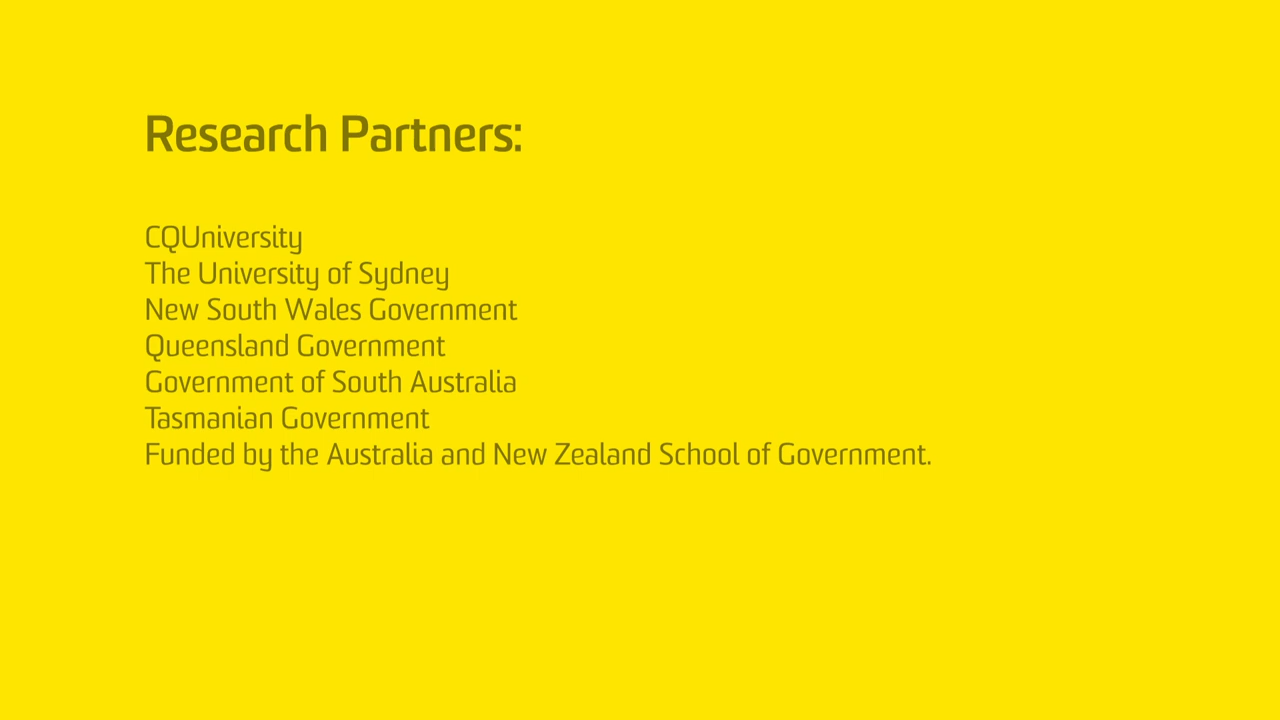 Research Partners:
CQUniversity
The University of Sydney
New South Wales Government
Queensland Government
Government of South Australia
Tasmanian Government
Funded by the Australia and New Zealand School of Government.